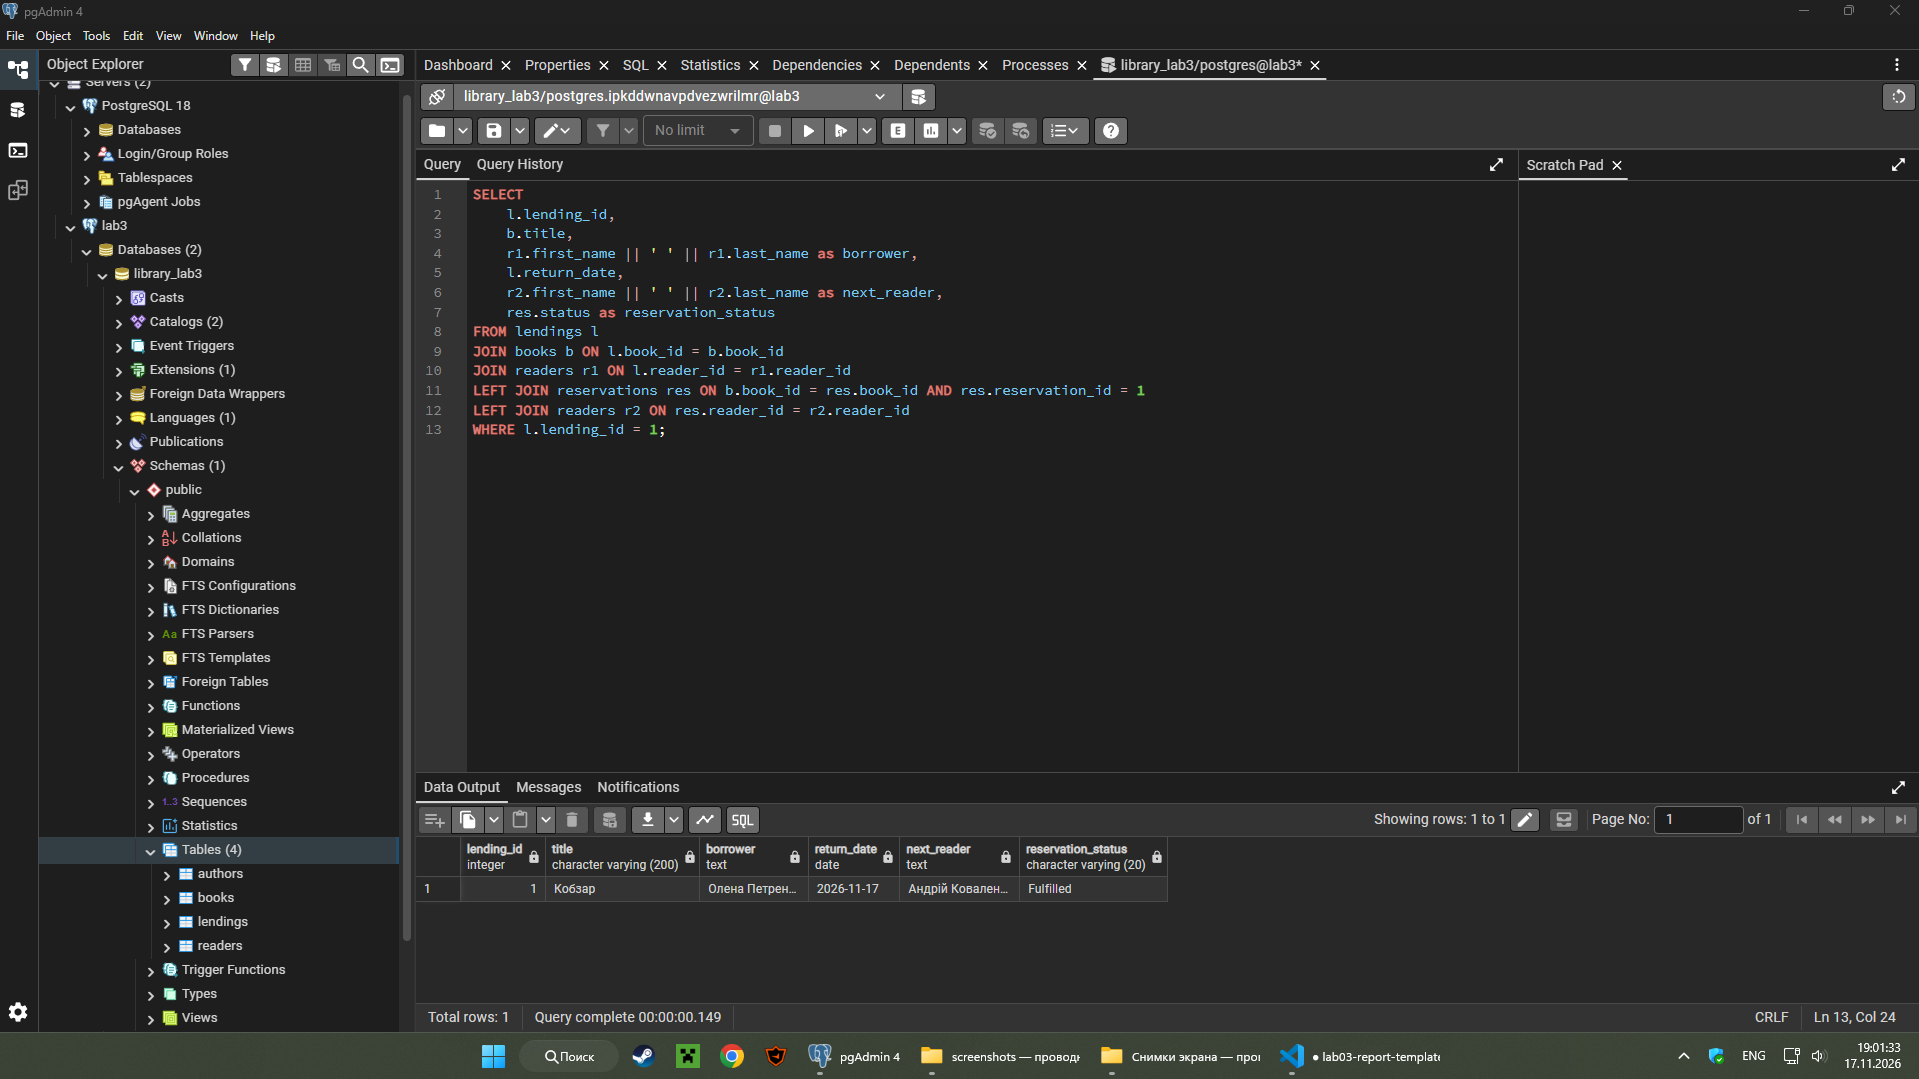 pgAdmin 4
File Object Tools Edit View Window Help
Object Explorer
Servers (2)
PostgreSQL 18
Databases
Login/Group Roles
Tablespaces
pgAgent Jobs
lab3
Databases (2)
library_lab3
Casts
Catalogs (2)
Event Triggers
Extensions (1)
Foreign Data Wrappers
Languages (1)
Publications
Schemas (1)
public
Aggregates
Collations
Domains
FTS Configurations
FTS Dictionaries
Aa FTS Parsers
FTS Templates
Foreign Tables
Functions
Materialized Views
Operators
Procedures
1..3 Sequences
Statistics
Tables (4)
authors
books
lendings
readers
Trigger Functions
Types
Views
Dashboard Properties SQL Statistics Dependencies Dependents Processes library_lab3/postgres@lab3*
library_lab3/postgres.ipkddwnavpdvezwrilmr@lab3
No limit
E
Query Query History
Scratch Pad
1 SELECT
2 l.lending_id,
3 b.title,
4 r1.first_name || ' ' || r1.last_name as borrower,
5 l.return_date,
6 r2.first_name || ' ' || r2.last_name as next_reader,
7 res.status as reservation_status
8 FROM lendings l
9 JOIN books b ON l.book_id = b.book_id
10 JOIN readers r1 ON l.reader_id = r1.reader_id
11 LEFT JOIN reservations res ON b.book_id = res.book_id AND res.reservation_id = 1
12 LEFT JOIN readers r2 ON res.reader_id = r2.reader_id
13 WHERE l.lending_id = 1;
Data Output Messages Notifications
SQL
Showing rows: 1 to 1
Page No: 1 of 1
lending_id title borrower return_date next_reader reservation_status
integer character varying (200) text date text character varying (20)
1 1 Кобзар Олена Петрен... 2026-11-17 Андрій Ковален... Fulfilled
Total rows: 1 Query complete 00:00:00.149
CRLF Ln 13, Col 24
Поиск
pgAdmin 4
screenshots — проводн
Снимки экрана — про
● lab03-report-template
ENG
19:01:33
17.11.2026